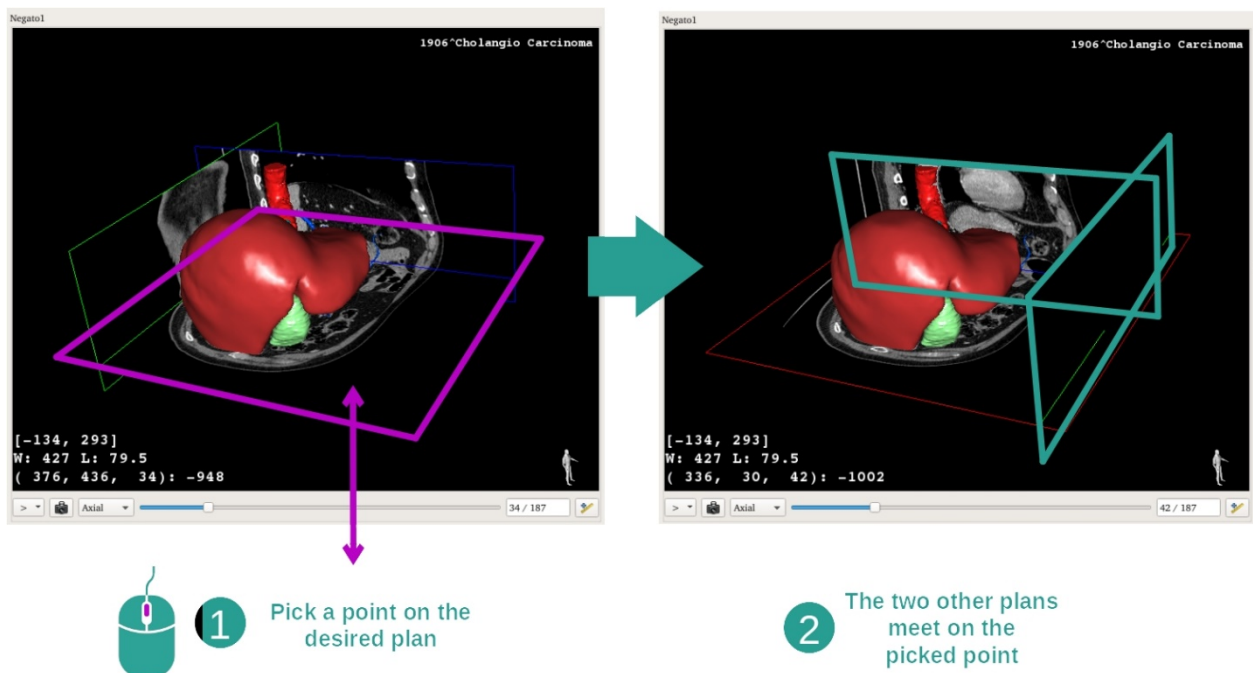 Negato1
1906^Cholangio Carcinoma
[-134, 293]
W: 427 L: 79.5
( 376, 436, 34): -948
> Axial 34 / 187
Negato1
1906^Cholangio Carcinoma
[-134, 293]
W: 427 L: 79.5
( 336, 30, 42): -1002
> Axial 42 / 187
1
Pick a point on the
desired plan
2
The two other plans
meet on the
picked point